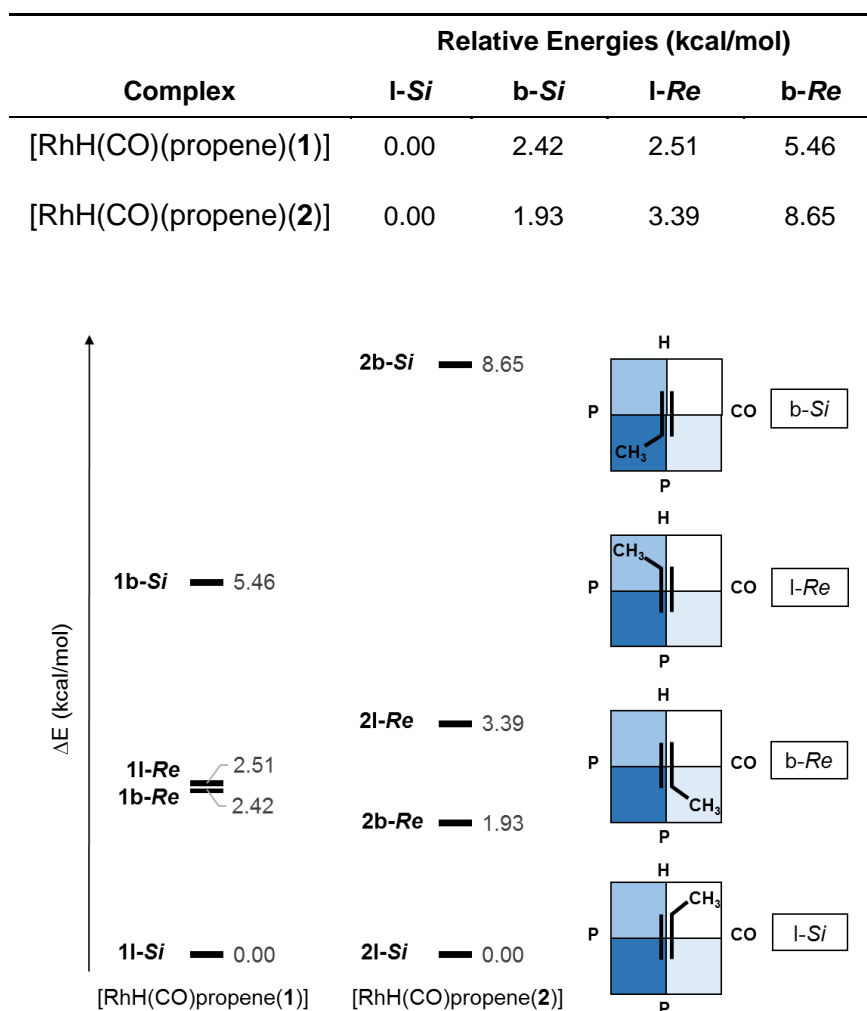 Relative Energies (kcal/mol)
Complex l-Si b-Si l-Re b-Re
[RhH(CO)(propene)(1)] 0.00 2.42 2.51 5.46
[RhH(CO)(propene)(2)] 0.00 1.93 3.39 8.65
H
2b-Si 8.65
P CO b-Si
CH₃
P
H
CH₃
1b-Si 5.46
P CO l-Re
P
ΔE (kcal/mol)
H
2l-Re 3.39
1l-Re 2.51
P CO b-Re
1b-Re 2.42
CH₃
2b-Re 1.93
P
H
CH₃
P CO l-Si
1l-Si 0.00
2l-Si 0.00
[RhH(CO)propene(1)] [RhH(CO)propene(2)]
P